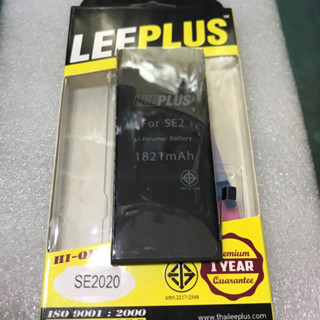 LEEPLUS
LEEPLUS
For SE2
Li-Polymer Battery
1821mAh
HI-Q
SE2020
Premium
1 YEAR
Guarantee
มอก.2217-2548
ISO 9001 : 2000
http://www.thaileeplus.com